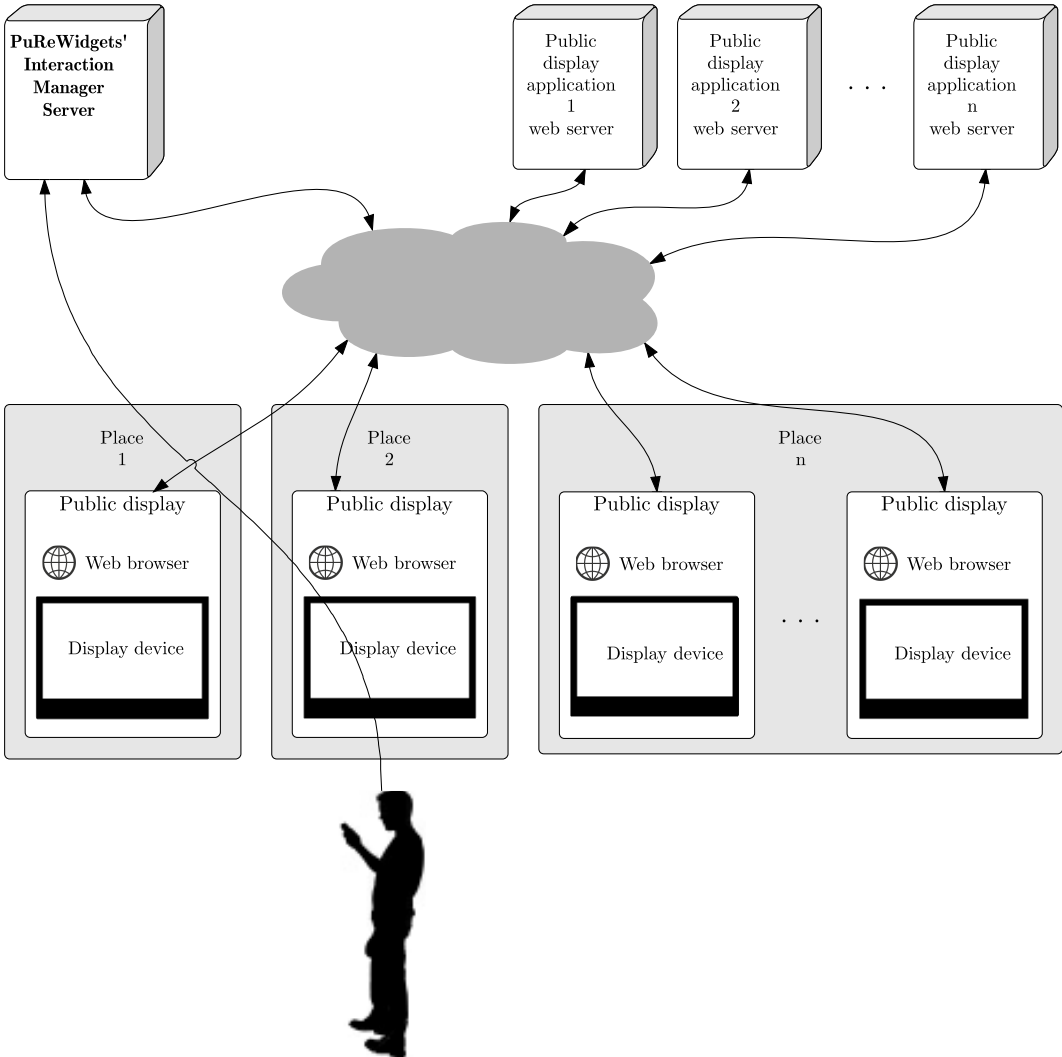 PuReWidgets'
Interaction
Manager
Server
Public
display
application
1
web server
Public
display
application
2
web server
. . .
Public
display
application
n
web server
Place
1
Public display
Web browser
Display device
Place
2
Public display
Web browser
Display device
Place
n
Public display
Web browser
Display device
. . .
Public display
Web browser
Display device